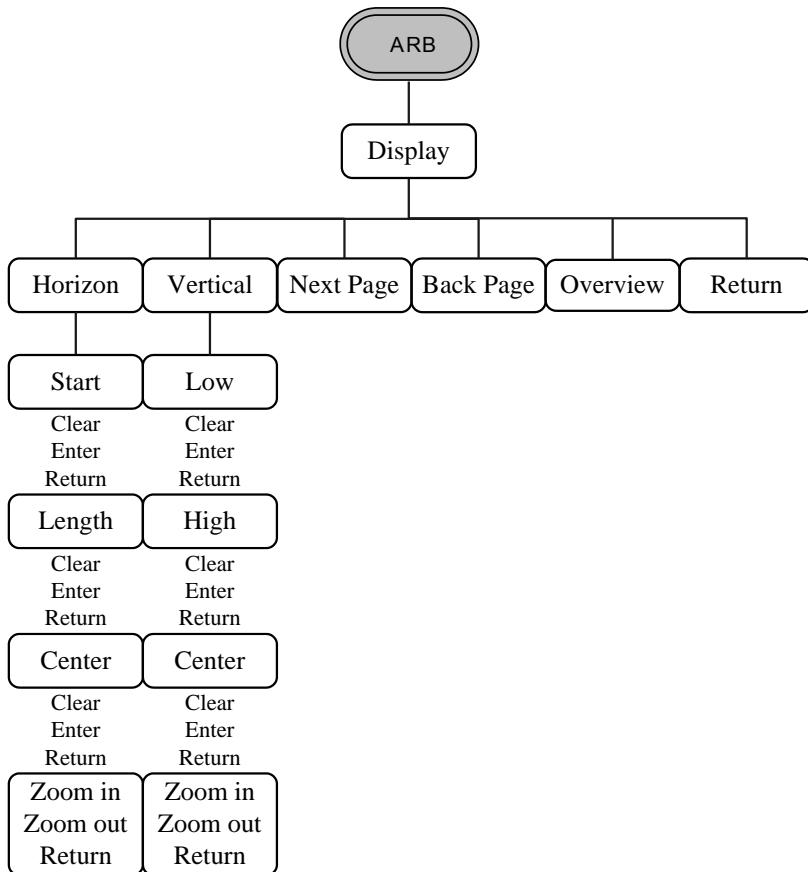 ARB
Display
Horizon
Vertical
Next Page
Back Page
Overview
Return
Start
Clear
Enter
Return
Length
Clear
Enter
Return
Center
Clear
Enter
Return
Zoom in
Zoom out
Return
Low
Clear
Enter
Return
High
Clear
Enter
Return
Center
Clear
Enter
Return
Zoom in
Zoom out
Return